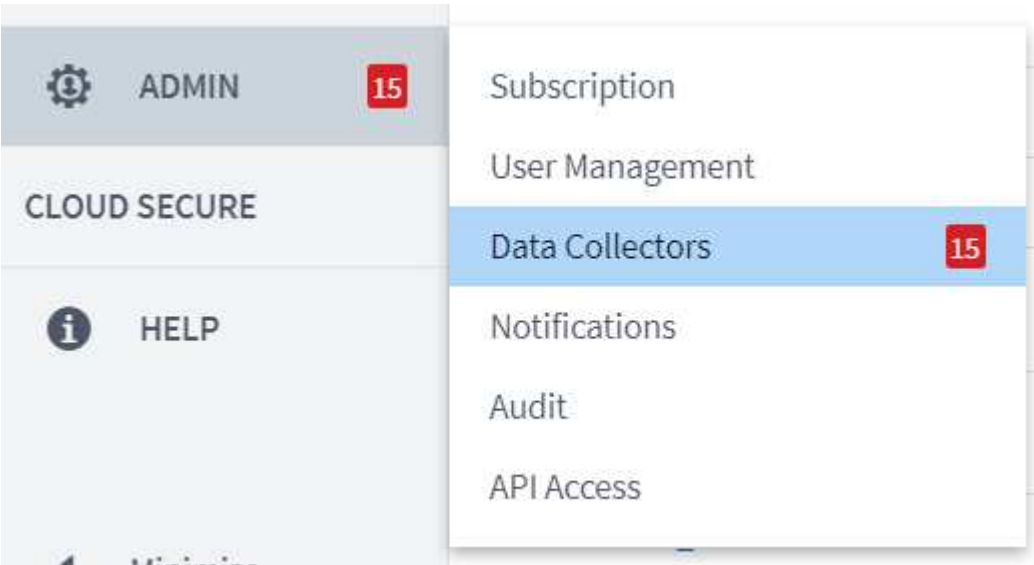 ADMIN
15
CLOUD SECURE
HELP
Subscription
User Management
Data Collectors
15
Notifications
Audit
API Access